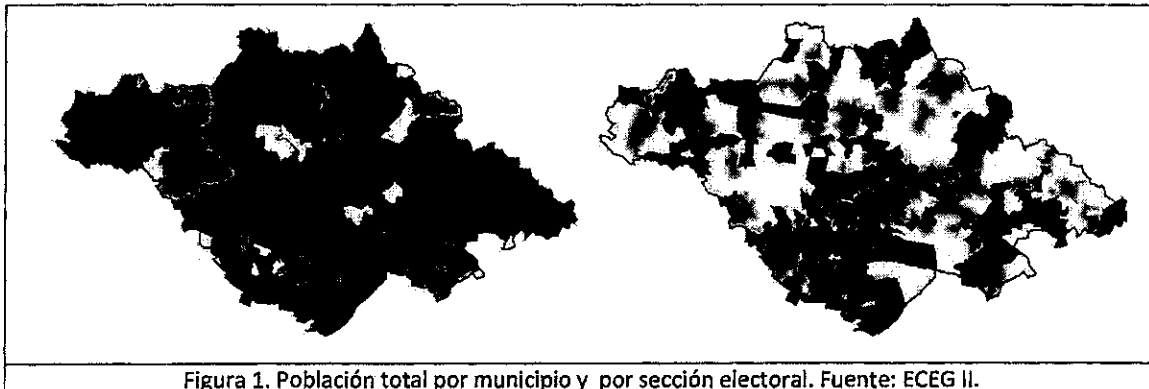 Figura 1. Población total por municipio y por sección electoral. Fuente: ECEG II.